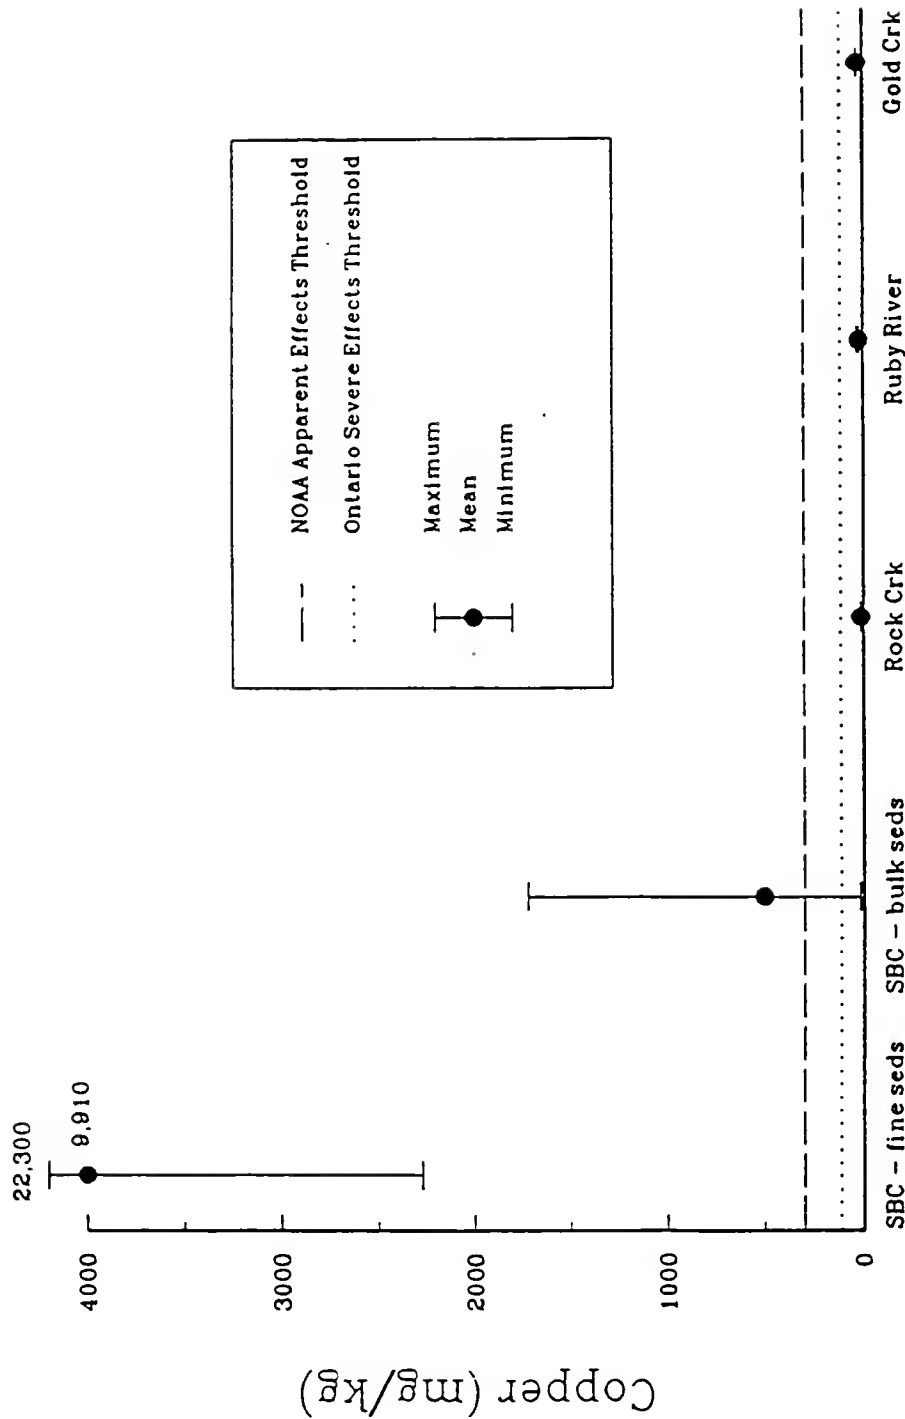 22,300
9,910
4000
3000
2000
1000
0
Copper (mg/kg)
NOAA Apparent Effects Threshold
Ontario Severe Effects Threshold
Maximum
Mean
Minimum
SBC - fine seds
SBC - bulk seds
Rock Crk
Ruby River
Gold Crk